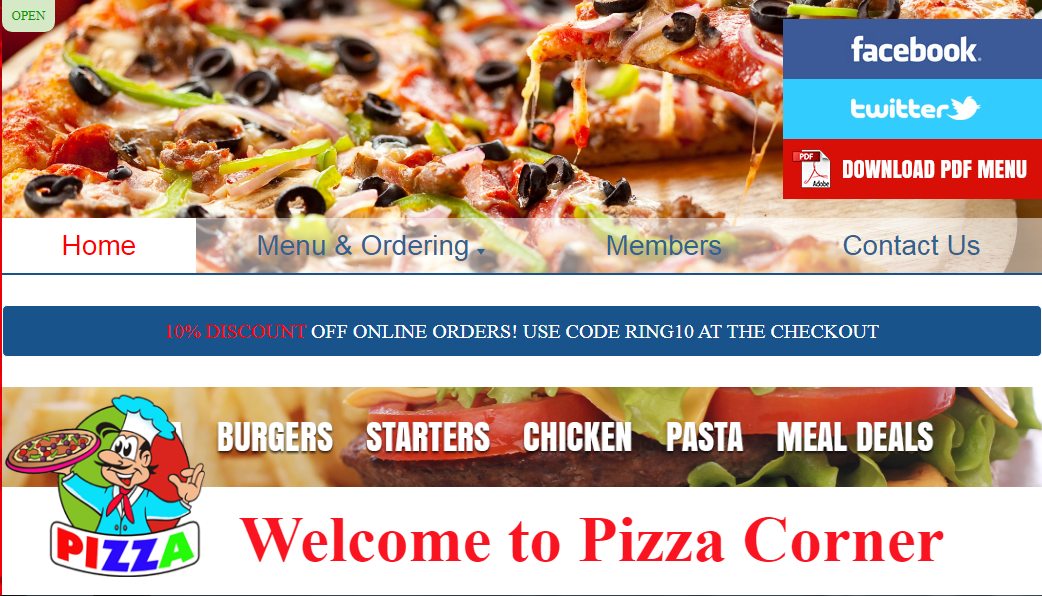 OPEN
facebook.
twitter
PDF
Adobe
DOWNLOAD PDF MENU
Home
Menu & Ordering
Members
Contact Us
10% DISCOUNT OFF ONLINE ORDERS! USE CODE RING10 AT THE CHECKOUT
BURGERS STARTERS CHICKEN PASTA MEAL DEALS
PIZZA
Welcome to Pizza Corner